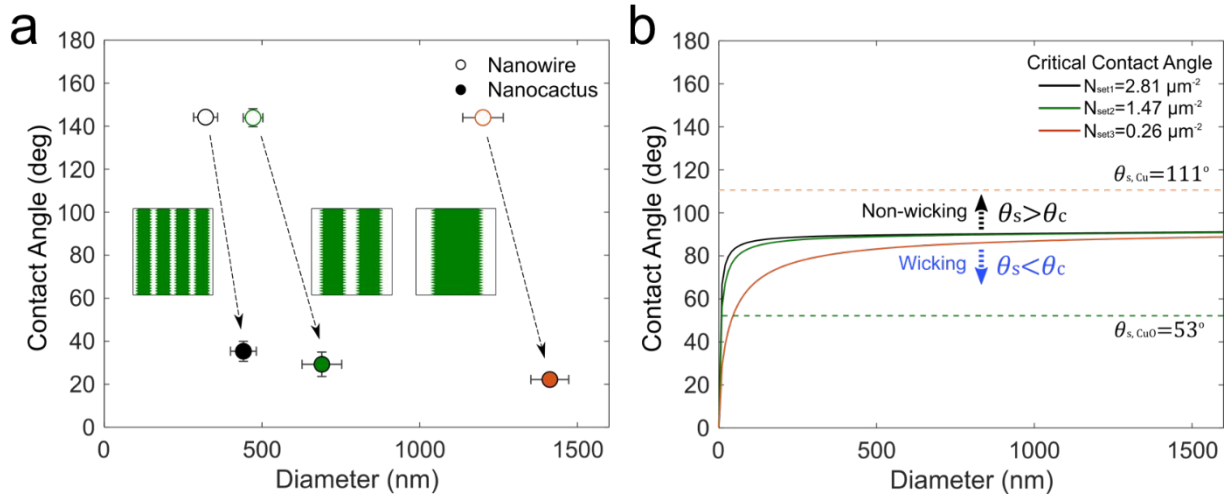 a
180
160
140
120
100
80
60
40
20
0
Contact Angle (deg)
Nanowire
Nanocactus
0 500 1000 1500
Diameter (nm)
b
180
160
140
120
100
80
60
40
20
0
Contact Angle (deg)
Critical Contact Angle
Nset1=2.81 μm-2
Nset2=1.47 μm-2
Nset3=0.26 μm-2
θs, Cu=111°
Non-wicking θs>θc
Wicking θs<θc
θs, CuO=53°
0 500 1000 1500
Diameter (nm)